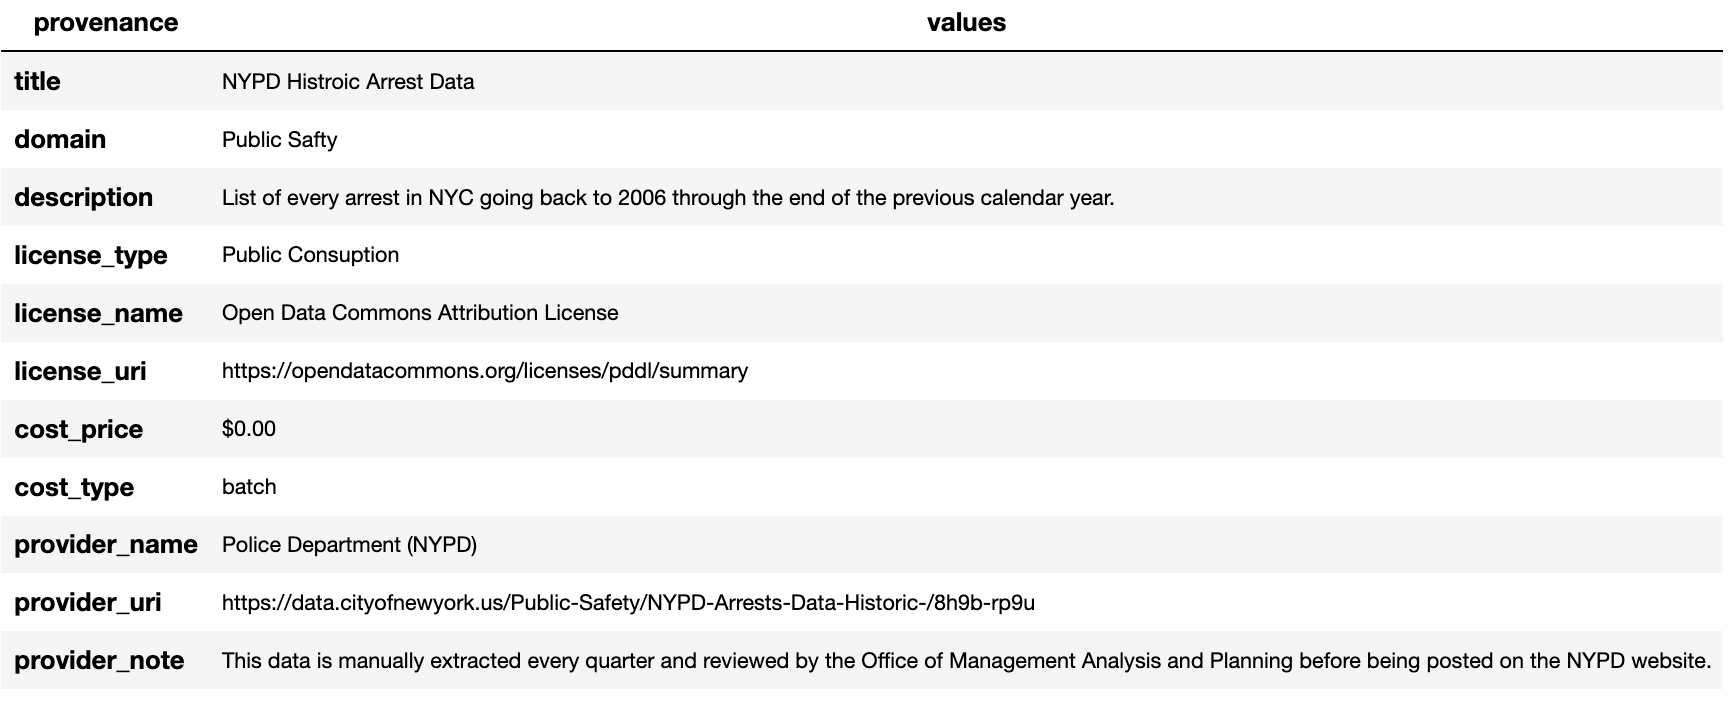 provenance values
title NYPD Histroic Arrest Data
domain Public Safty
description List of every arrest in NYC going back to 2006 through the end of the previous calendar year.
license_type Public Consuption
license_name Open Data Commons Attribution License
license_uri https://opendatacommons.org/licenses/pddl/summary
cost_price $0.00
cost_type batch
provider_name Police Department (NYPD)
provider_uri https://data.cityofnewyork.us/Public-Safety/NYPD-Arrests-Data-Historic-/8h9b-rp9u
provider_note This data is manually extracted every quarter and reviewed by the Office of Management Analysis and Planning before being posted on the NYPD website.